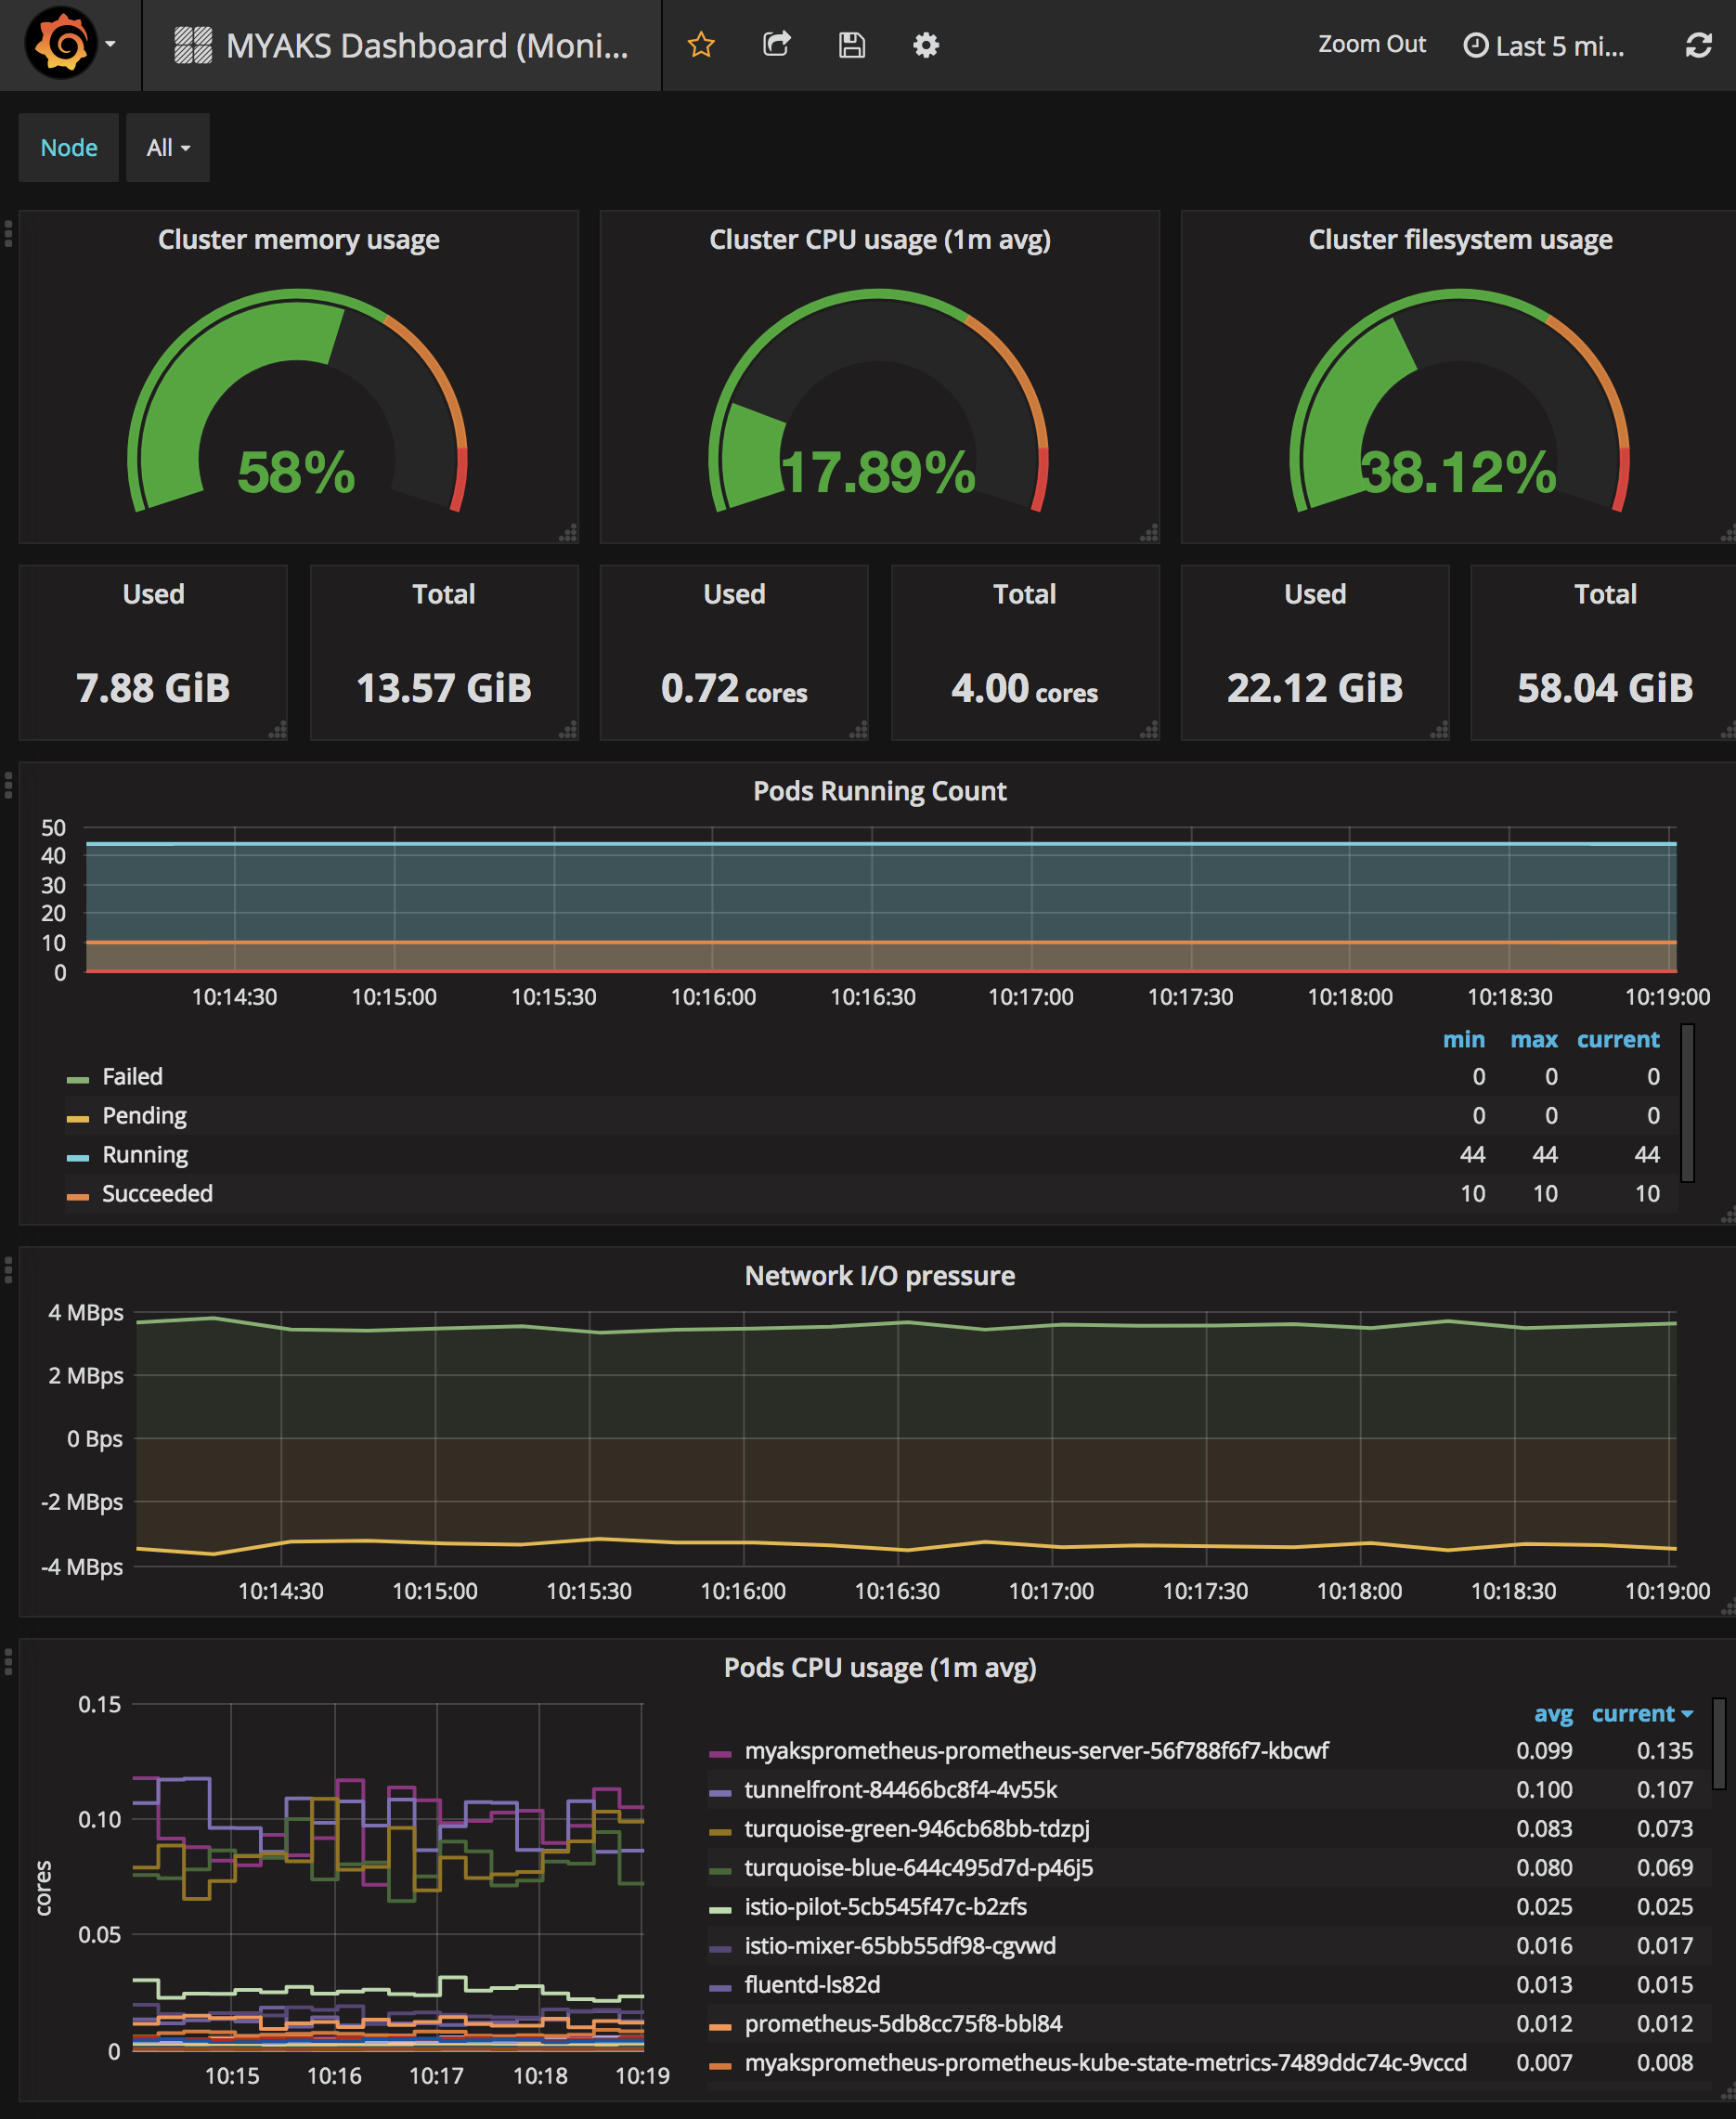 MYAKS Dashboard (Moni... Zoom Out Last 5 mi...
Node All
Cluster memory usage
58%
Cluster CPU usage (1m avg)
17.89%
Cluster filesystem usage
38.12%
Used
7.88 GiB
Total
13.57 GiB
Used
0.72 cores
Total
4.00 cores
Used
22.12 GiB
Total
58.04 GiB
Pods Running Count
50
40
30
20
10
0
10:14:30 10:15:00 10:15:30 10:16:00 10:16:30 10:17:00 10:17:30 10:18:00 10:18:30 10:19:00
min max current
Failed 0 0 0
Pending 0 0 0
Running 44 44 44
Succeeded 10 10 10
Network I/O pressure
4 MBps
2 MBps
0 Bps
-2 MBps
-4 MBps
10:14:30 10:15:00 10:15:30 10:16:00 10:16:30 10:17:00 10:17:30 10:18:00 10:18:30 10:19:00
Pods CPU usage (1m avg)
cores
0.15
0.10
0.05
0
10:15 10:16 10:17 10:18 10:19
avg current
myaksprometheus-prometheus-server-56f788f6f7-kbcwf 0.099 0.135
tunnelfront-84466bc8f4-4v55k 0.100 0.107
turquoise-green-946cb68bb-tdzpj 0.083 0.073
turquoise-blue-644c495d7d-p46j5 0.080 0.069
istio-pilot-5cb545f47c-b2zfs 0.025 0.025
istio-mixer-65bb55df98-cgvwd 0.016 0.017
fluentd-ls82d 0.013 0.015
prometheus-5db8cc75f8-bbl84 0.012 0.012
myaksprometheus-prometheus-kube-state-metrics-7489ddc74c-9vccd 0.007 0.008